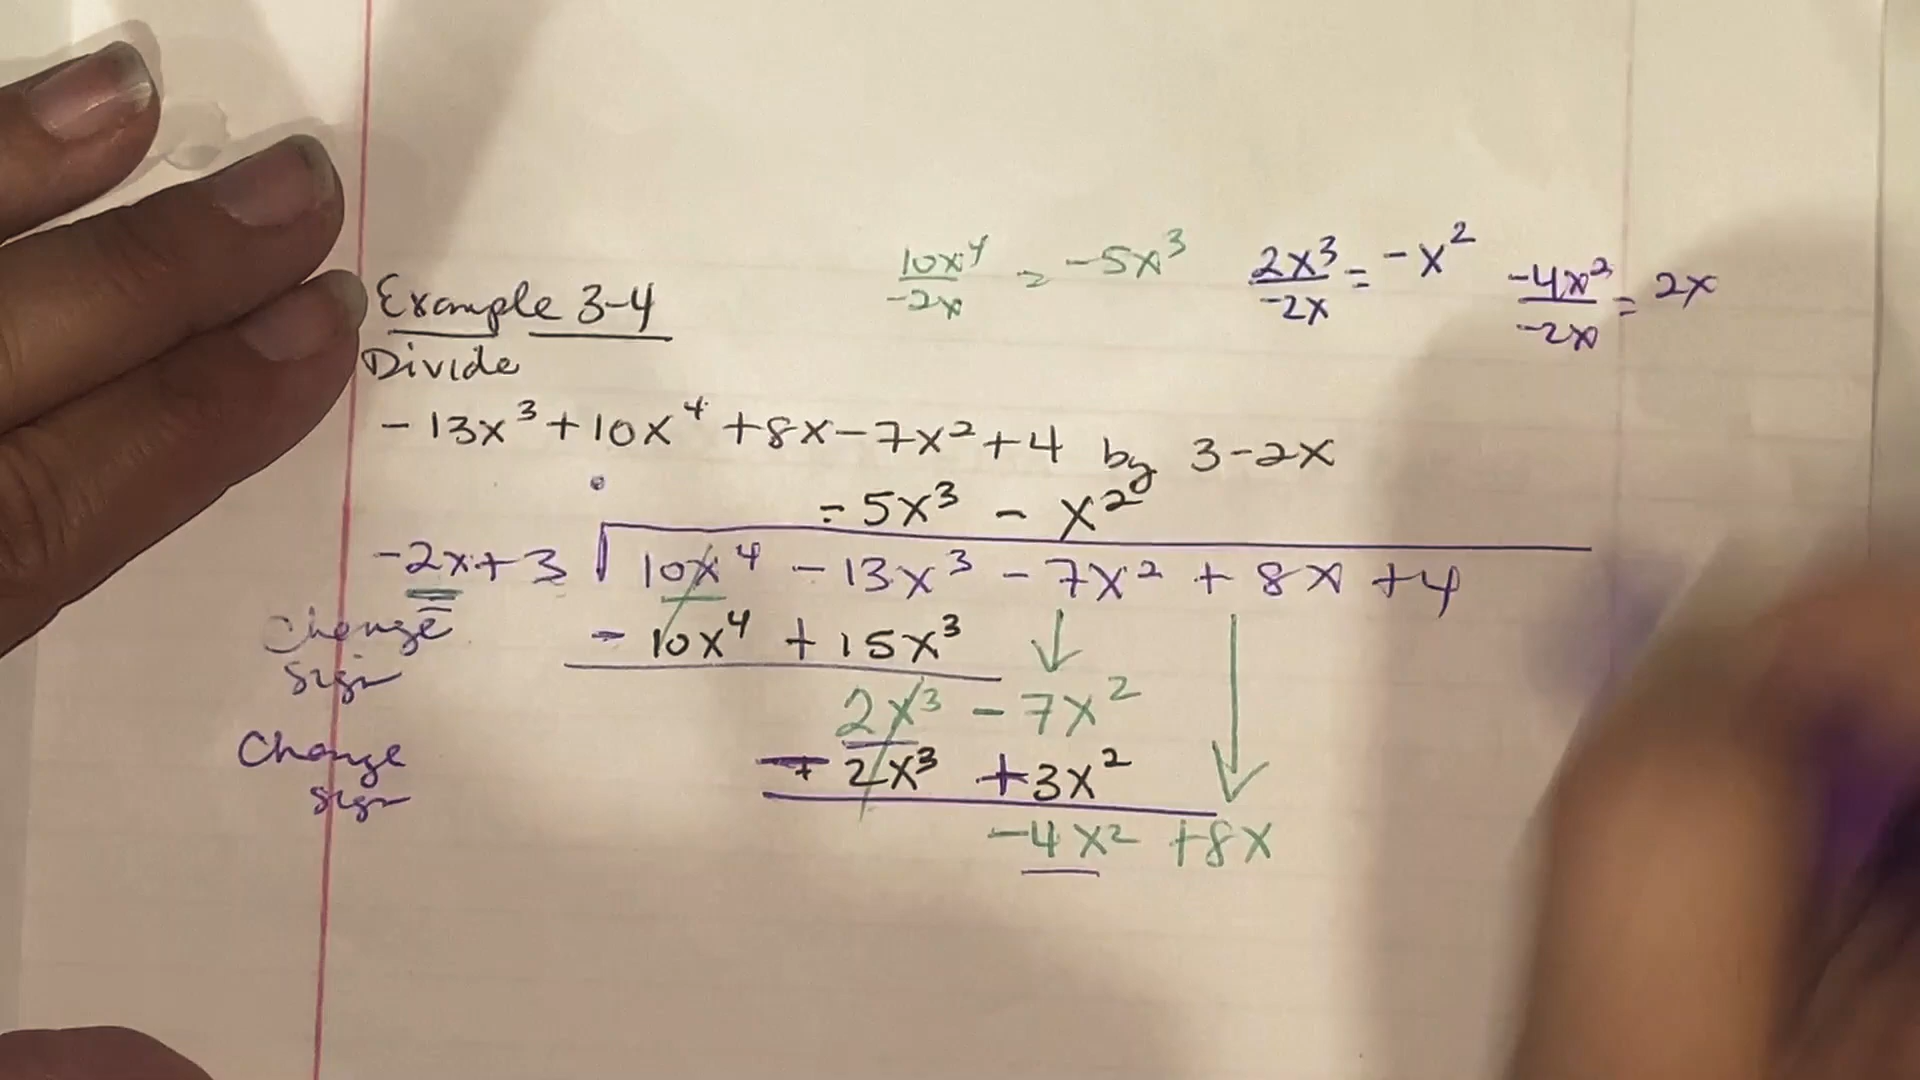 10x⁴/-2x = -5x³ 2x³/-2x = -x² -4x²/-2x = 2x
Example 3-4
Divide
-13x³+10x⁴+8x-7x²+4 by 3-2x
-5x³ - x²
-2x+3 10x⁴ - 13x³ - 7x² + 8x + 4
Change - 10x⁴ + 15x³
sign
2x³ - 7x²
Change + 2x³ + 3x²
sign
-4x² +8x